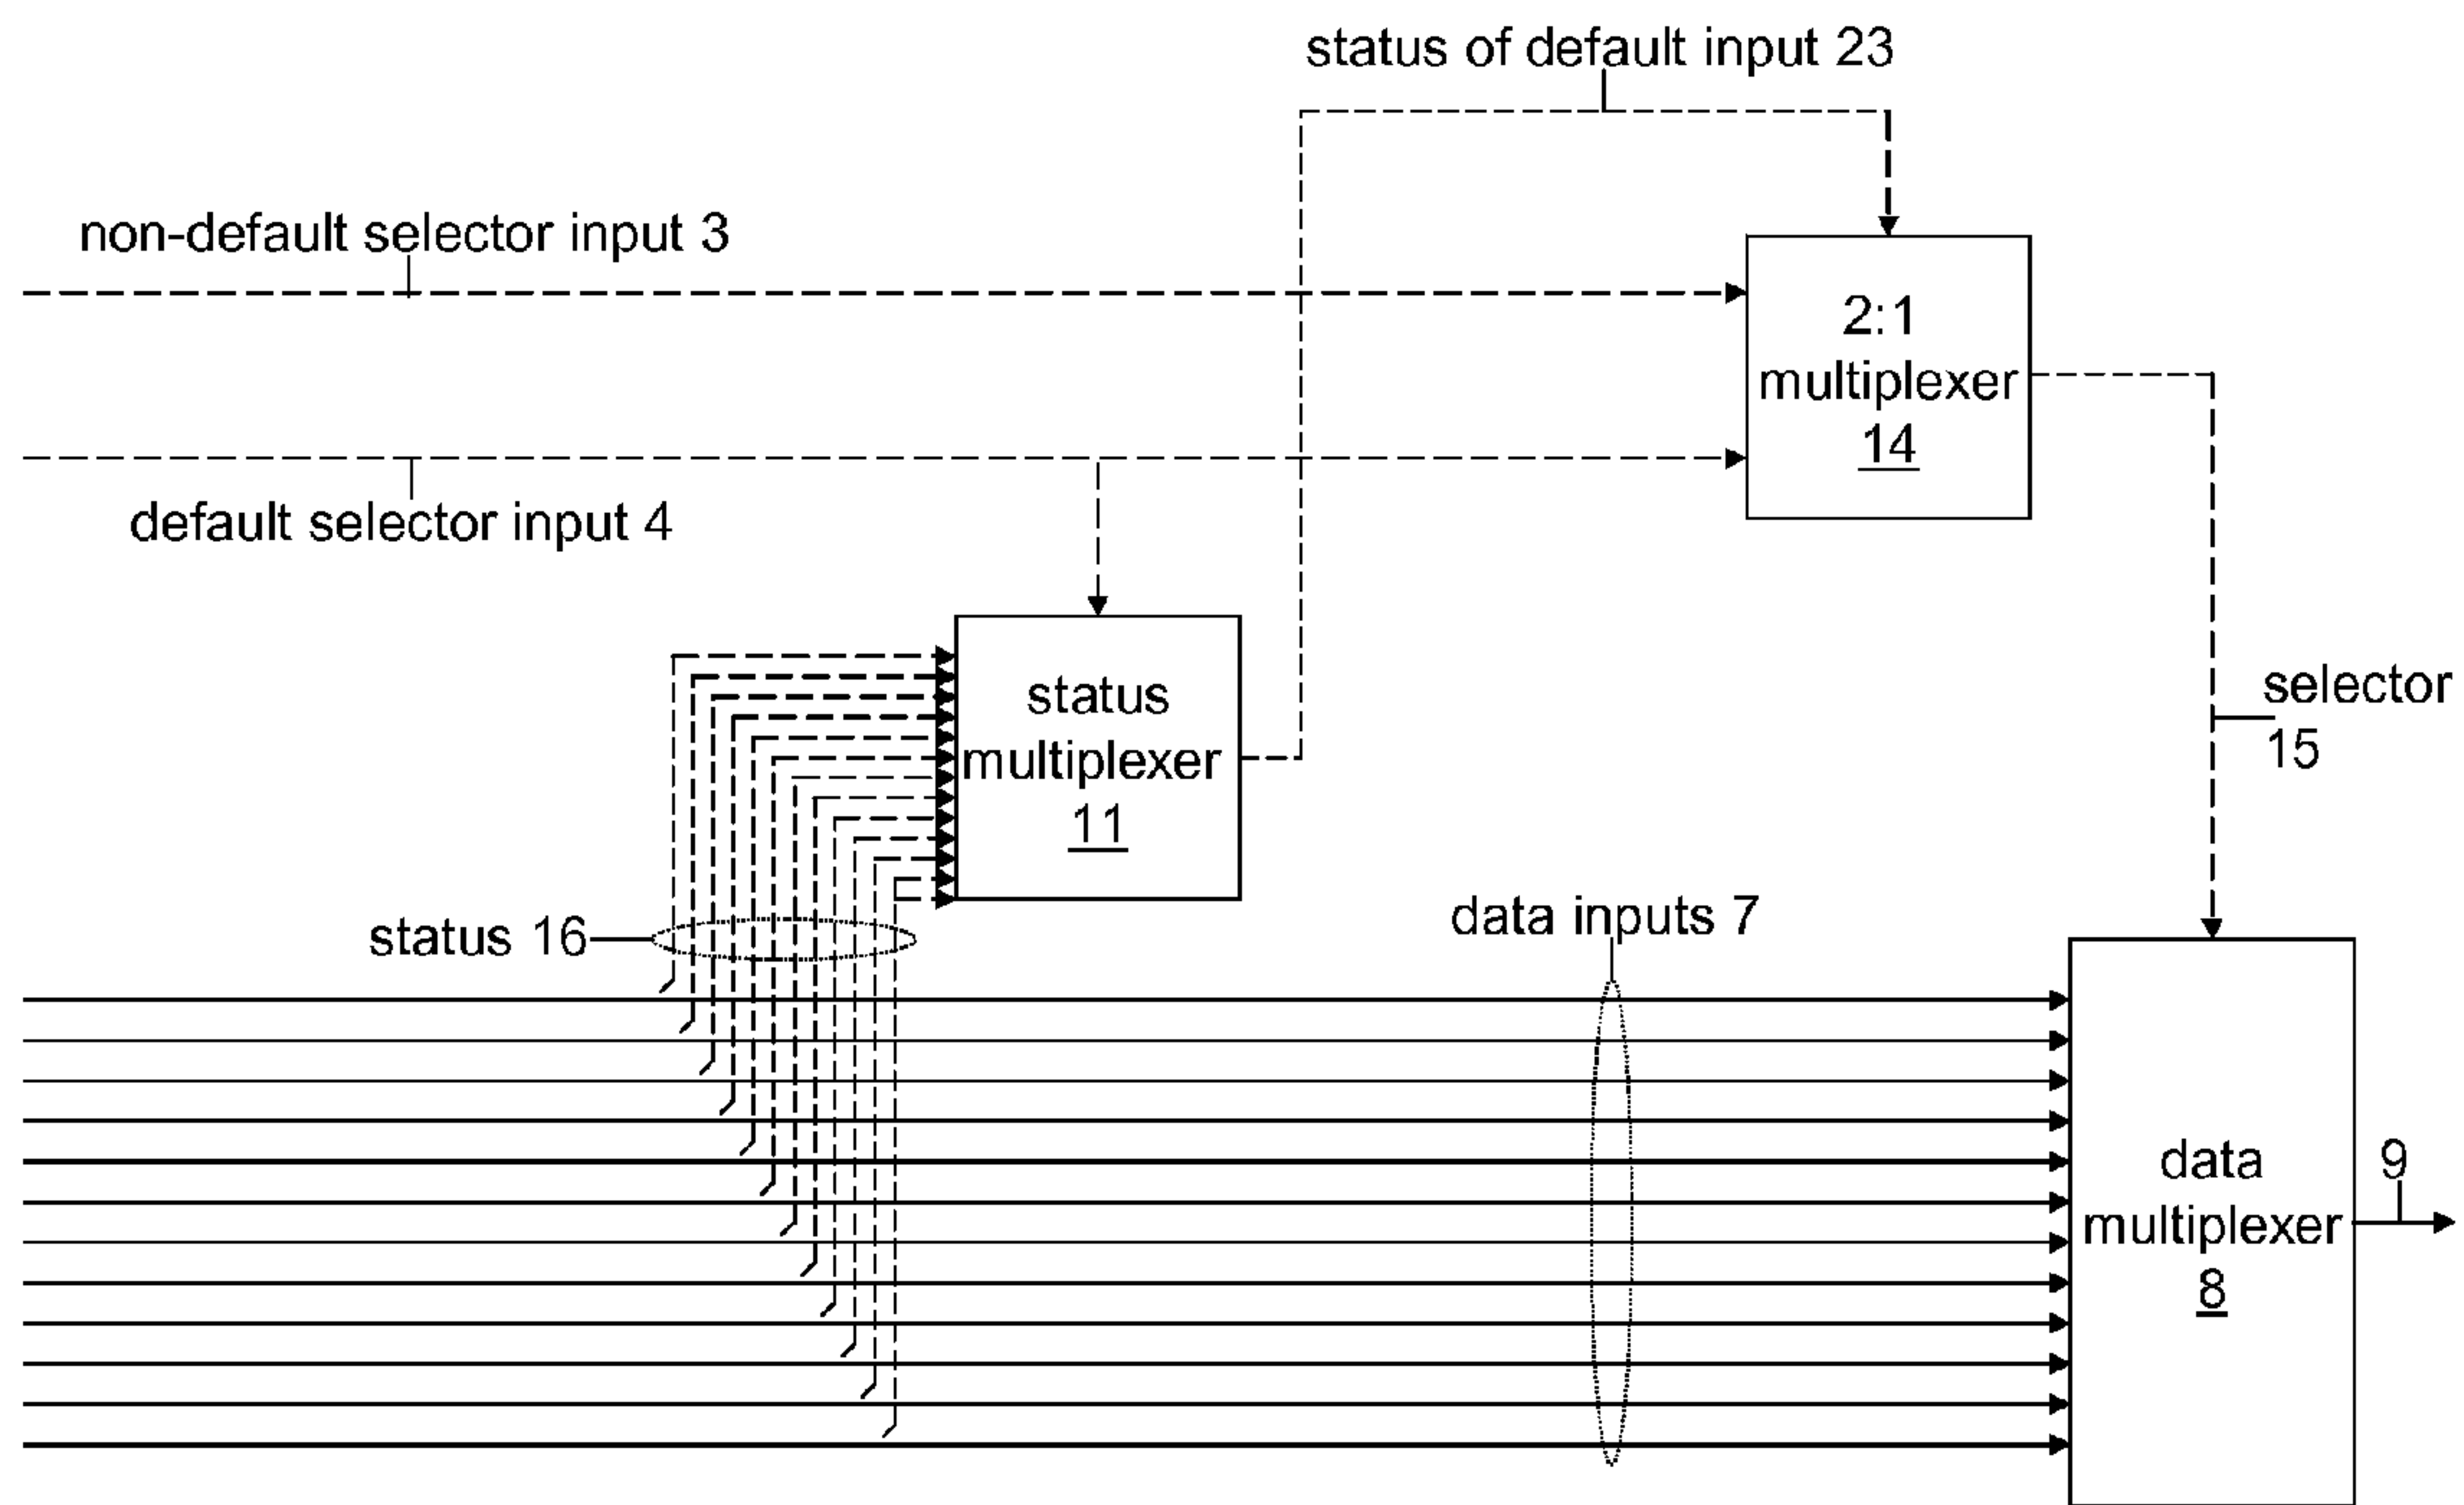 status of default input 23
non-default selector input 3
2:1
multiplexer
14
default selector input 4
status
multiplexer
11
selector
15
status 16
data inputs 7
data
multiplexer
8
9